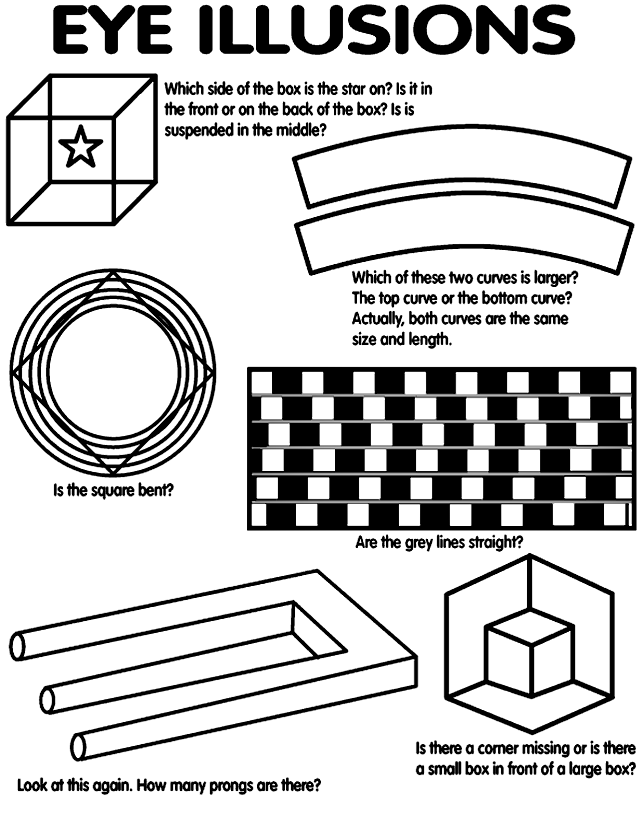 EYE ILLUSIONS
Which side of the box is the star on? Is it in
the front or on the back of the box? Is is
suspended in the middle?
Which of these two curves is larger?
The top curve or the bottom curve?
Actually, both curves are the same
size and length.
Is the square bent?
Are the grey lines straight?
Is there a corner missing or is there
a small box in front of a large box?
Look at this again. How many prongs are there?